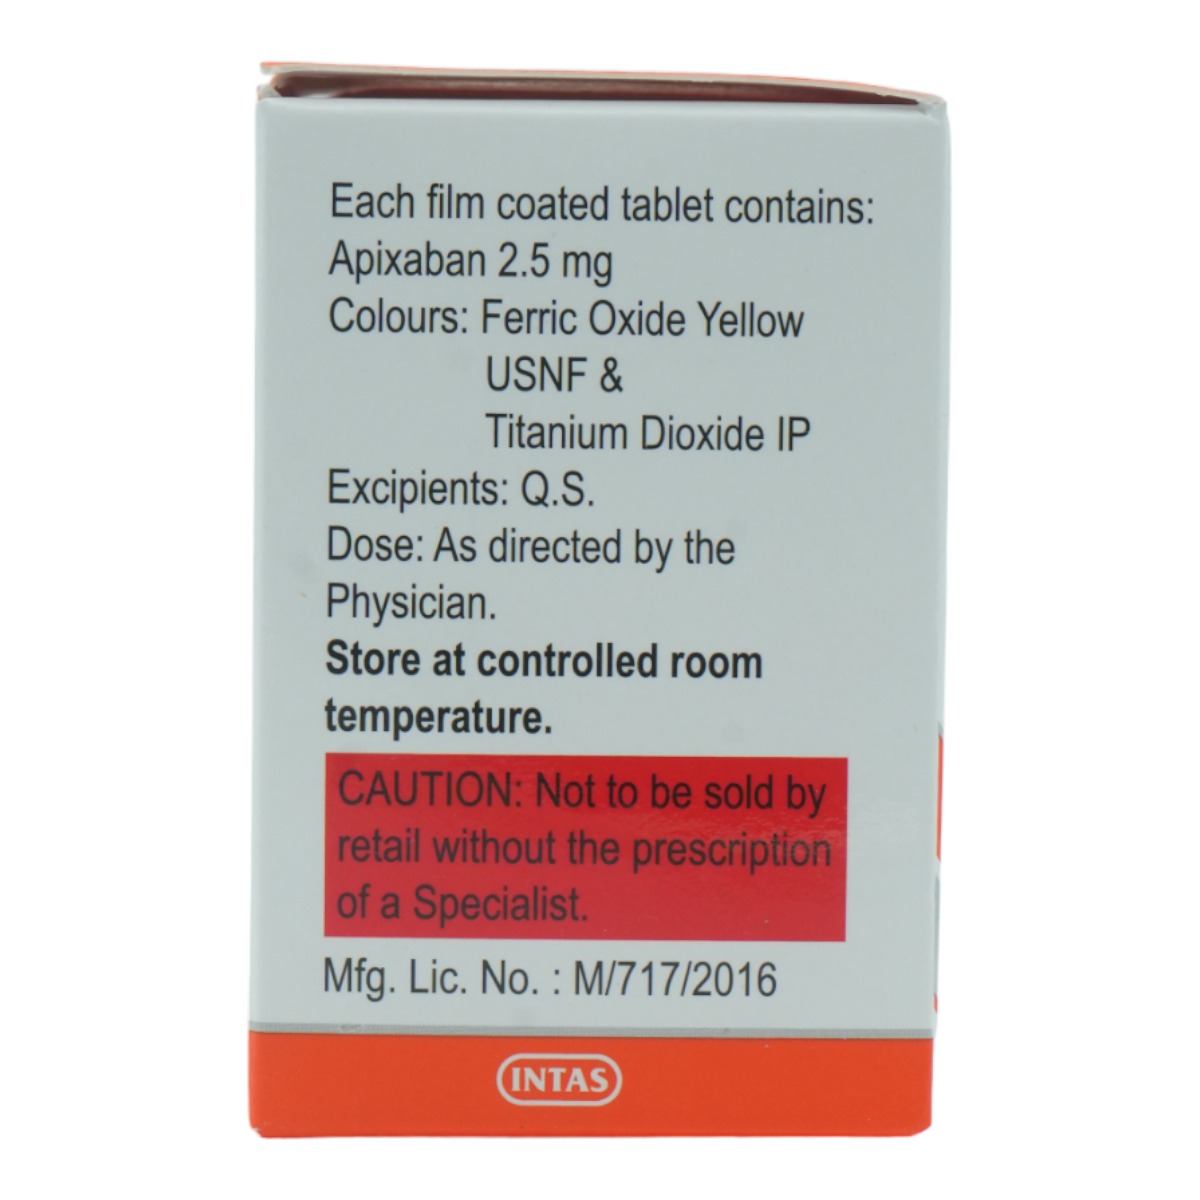 Each film coated tablet contains:
Apixaban 2.5 mg
Colours: Ferric Oxide Yellow
USNF &
Titanium Dioxide IP
Excipients: Q.S.
Dose: As directed by the
Physician.
Store at controlled room
temperature.
CAUTION: Not to be sold by
retail without the prescription
of a Specialist.
Mfg. Lic. No. : M/717/2016
INTAS